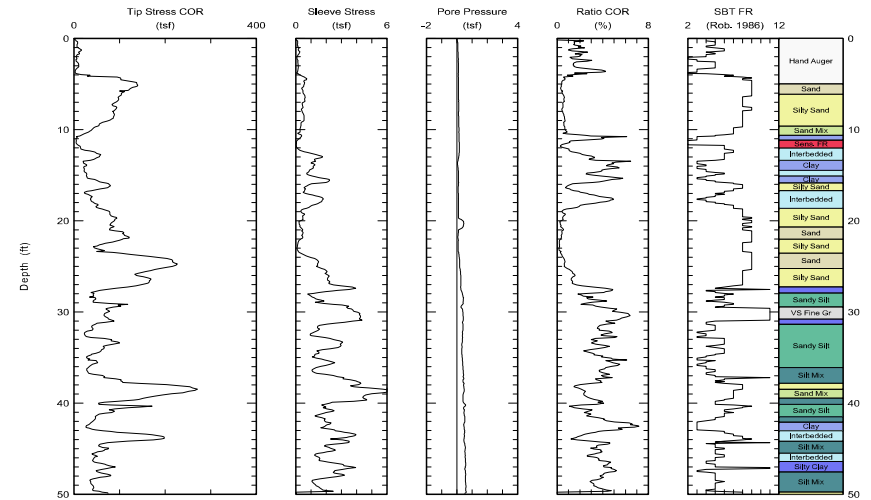 Tip Stress COR
(tsf)
0 400
Sleeve Stress
(tsf)
0 6
Pore Pressure
(tsf)
-2 4
Ratio COR
(%)
0 8
SBT FR
(Rob. 1986)
2 12
Depth (ft)
0
10
20
30
40
50
Hand Auger
Sand
Silty Sand
Sand Mix
Sens FR
Interbedded
Clay
Clay
Silty Sand
Interbedded
Silty Sand
Sand
Silty Sand
Sand
Silty Sand
Sandy Silt
VS Fine Gr
Sandy Silt
Silt Mix
Sand Mix
Sandy Silt
Clay
Interbedded
Silt Mix
Interbedded
Silty Clay
Silt Mix
0
10
20
30
40
50